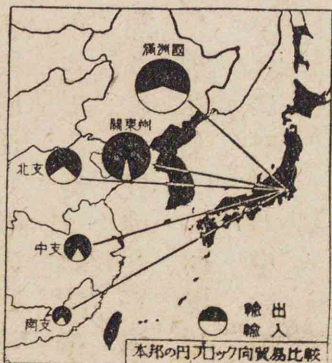 満洲國
關東州
北支
中支
南支
輸出
輸入
本邦の円ブロック向貿易比較